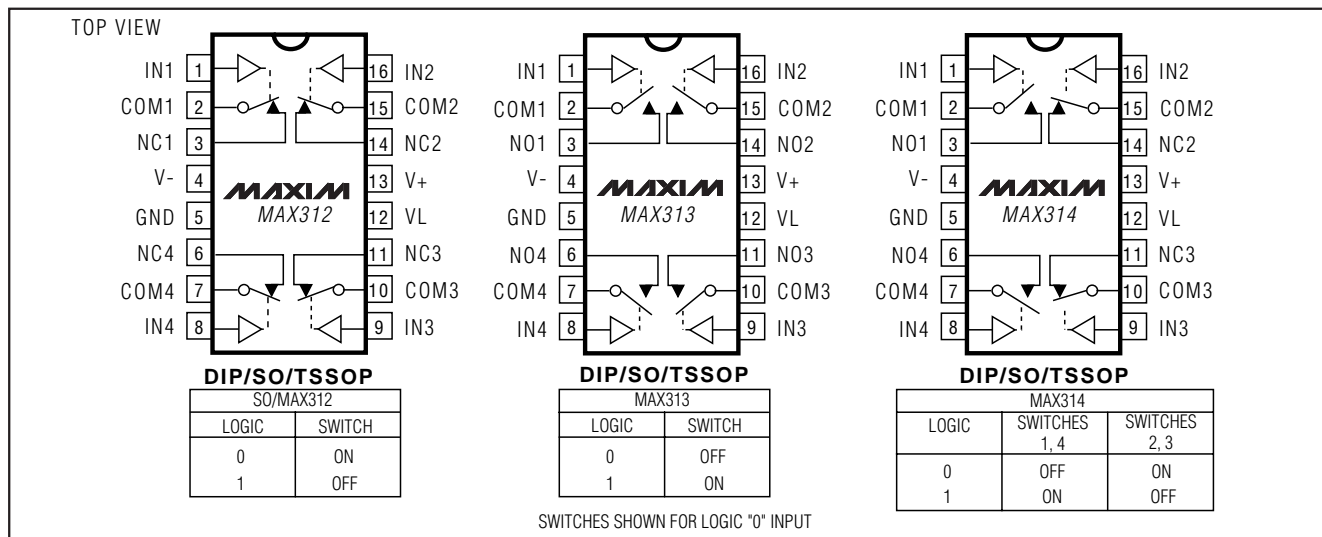 TOP VIEW
IN1 1 16 IN2
COM1 2 15 COM2
NC1 3 14 NC2
V- 4 13 V+
GND 5 12 VL
NC4 6 11 NC3
COM4 7 10 COM3
IN4 8 9 IN3
MAXIM
MAX312
DIP/SO/TSSOP
SO/MAX312
LOGIC SWITCH
0 ON
1 OFF
IN1 1 16 IN2
COM1 2 15 COM2
NO1 3 14 NO2
V- 4 13 V+
GND 5 12 VL
NO4 6 11 NO3
COM4 7 10 COM3
IN4 8 9 IN3
MAXIM
MAX313
DIP/SO/TSSOP
MAX313
LOGIC SWITCH
0 OFF
1 ON
IN1 1 16 IN2
COM1 2 15 COM2
NO1 3 14 NC2
V- 4 13 V+
GND 5 12 VL
NO4 6 11 NC3
COM4 7 10 COM3
IN4 8 9 IN3
MAXIM
MAX314
DIP/SO/TSSOP
MAX314
LOGIC SWITCHES 1, 4 SWITCHES 2, 3
0 OFF ON
1 ON OFF
SWITCHES SHOWN FOR LOGIC "0" INPUT